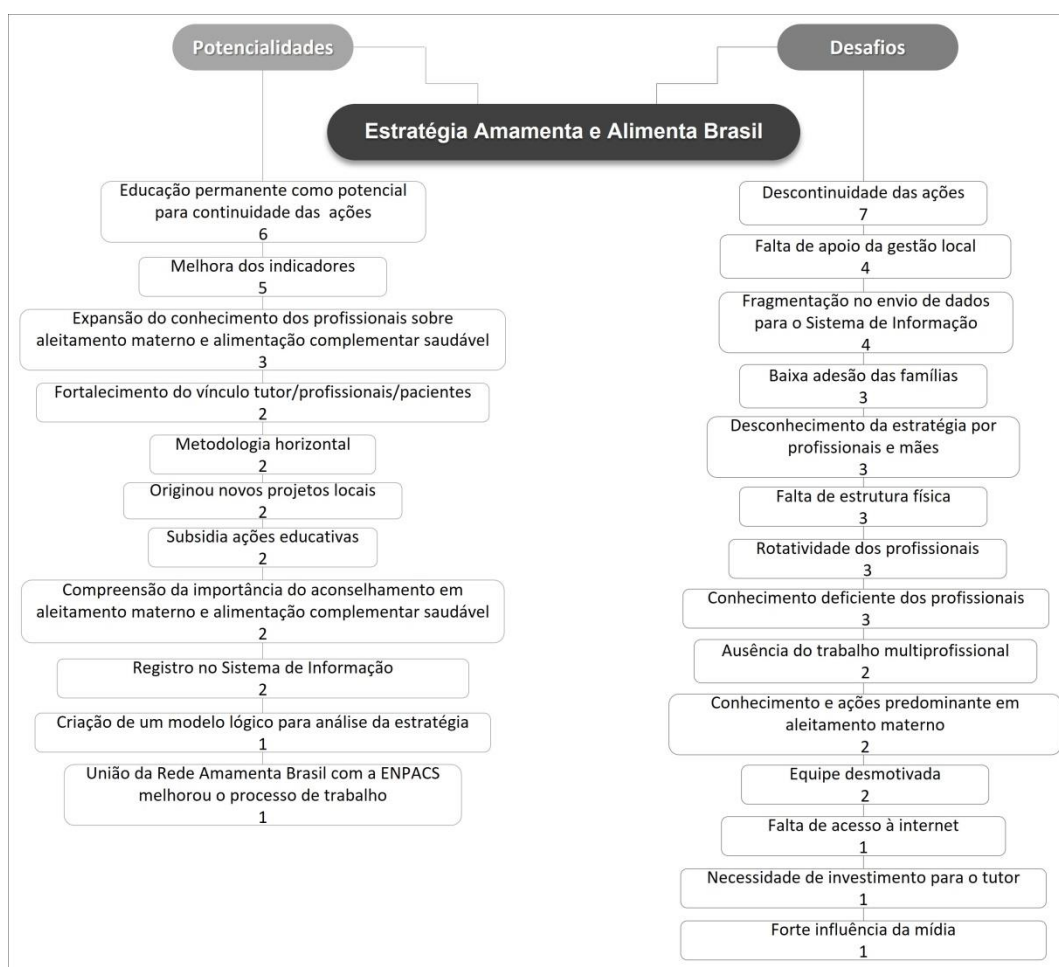 Potencialidades
Desafios
Estratégia Amamenta e Alimenta Brasil
Educação permanente como potencial
para continuidade das ações
6
Melhora dos indicadores
5
Expansão do conhecimento dos profissionais sobre
aleitamento materno e alimentação complementar saudável
3
Fortalecimento do vínculo tutor/profissionais/pacientes
2
Metodologia horizontal
2
Originou novos projetos locais
2
Subsidia ações educativas
2
Compreensão da importância do aconselhamento em
aleitamento materno e alimentação complementar saudável
2
Registro no Sistema de Informação
2
Criação de um modelo lógico para análise da estratégia
1
União da Rede Amamenta Brasil com a ENPACS
melhorou o processo de trabalho
1
Descontinuidade das ações
7
Falta de apoio da gestão local
4
Fragmentação no envio de dados
para o Sistema de Informação
4
Baixa adesão das famílias
3
Desconhecimento da estratégia por
profissionais e mães
3
Falta de estrutura física
3
Rotatividade dos profissionais
3
Conhecimento deficiente dos profissionais
3
Ausência do trabalho multiprofissional
2
Conhecimento e ações predominante em
aleitamento materno
2
Equipe desmotivada
2
Falta de acesso à internet
1
Necessidade de investimento para o tutor
1
Forte influência da mídia
1